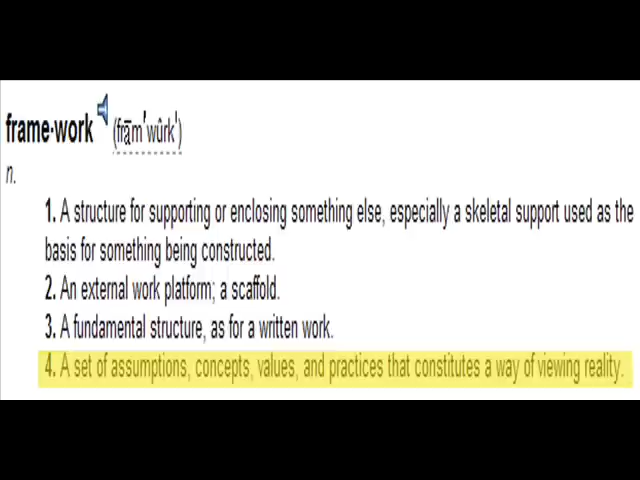 frame·work (frām′wûrk′)
n.
1. A structure for supporting or enclosing something else, especially a skeletal support used as the
basis for something being constructed.
2. An external work platform; a scaffold.
3. A fundamental structure, as for a written work.
4. A set of assumptions, concepts, values, and practices that constitutes a way of viewing reality.